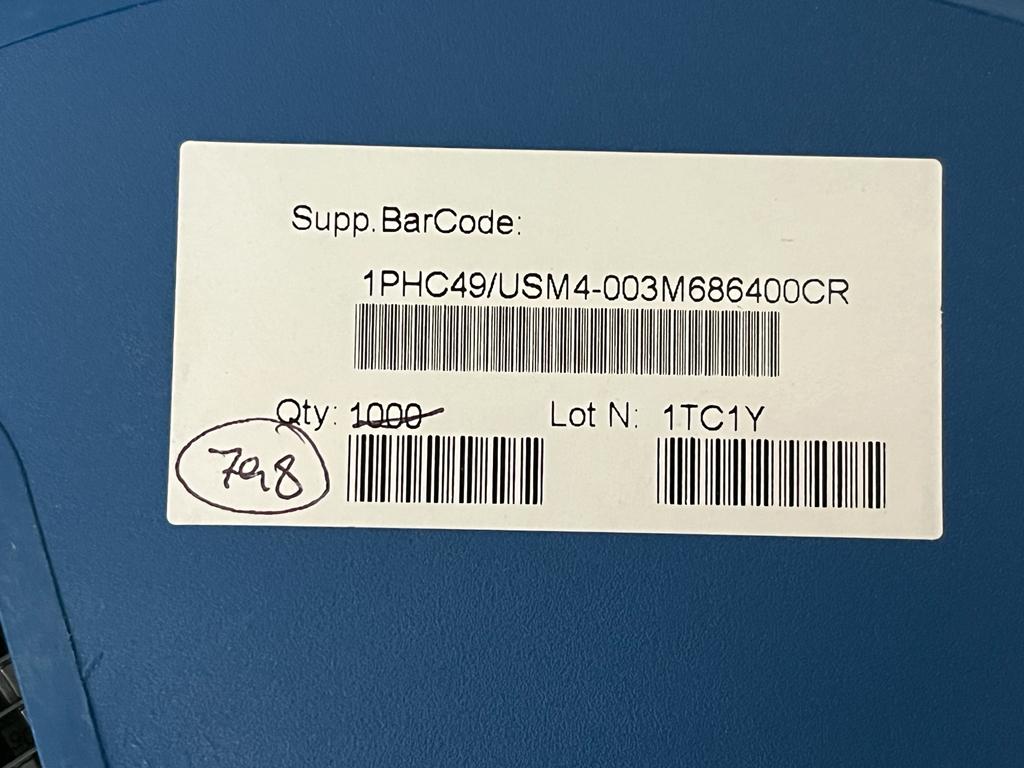 Supp.BarCode:
1PHC49/USM4-003M686400CR
Qty: 1000 Lot N: 1TC1Y
798